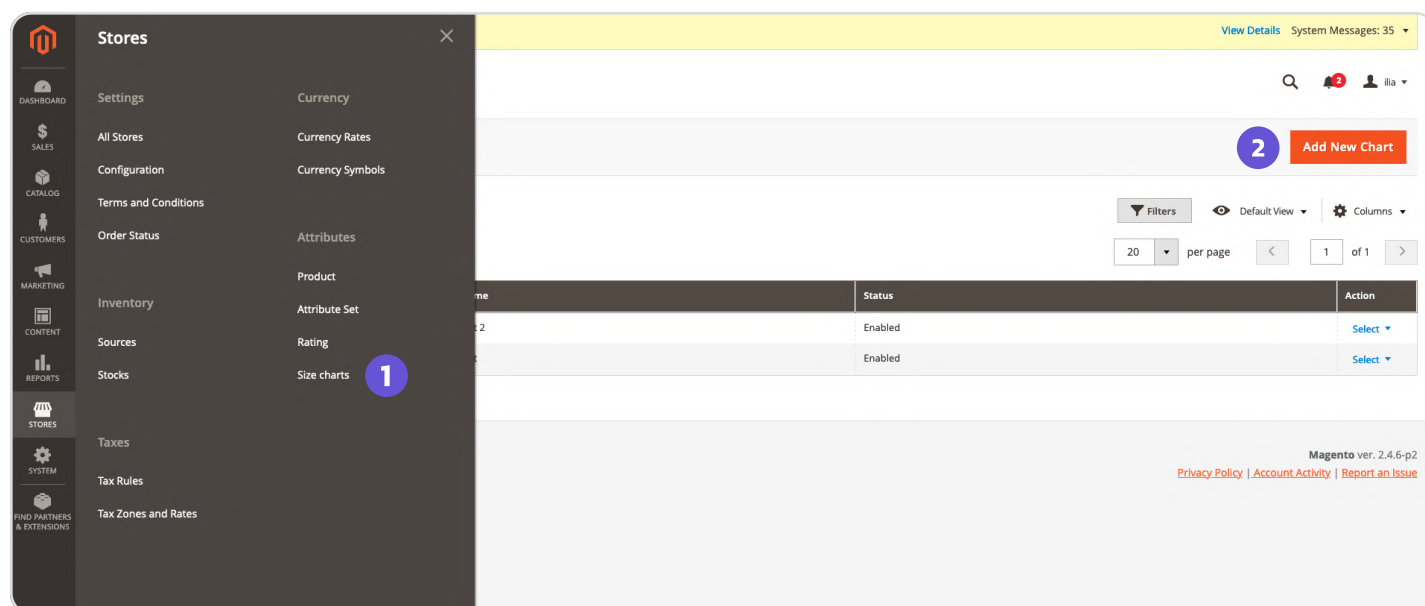 View Details System Messages: 35
Stores
2
ilia
DASHBOARD
Settings
Currency
SALES
All Stores
Currency Rates
2
Add New Chart
CATALOG
Configuration
Currency Symbols
Terms and Conditions
Filters
Default View
Columns
CUSTOMERS
Order Status
Attributes
20
per page
1
of 1
MARKETING
Product
Inventory
Attribute Set
me
Status
Action
CONTENT
Sources
Rating
t 2
Enabled
Select
REPORTS
Stocks
Size charts
1
t
Enabled
Select
STORES
Taxes
SYSTEM
Tax Rules
Magento ver. 2.4.6-p2
Privacy Policy | Account Activity | Report an Issue
FIND PARTNERS
& EXTENSIONS
Tax Zones and Rates